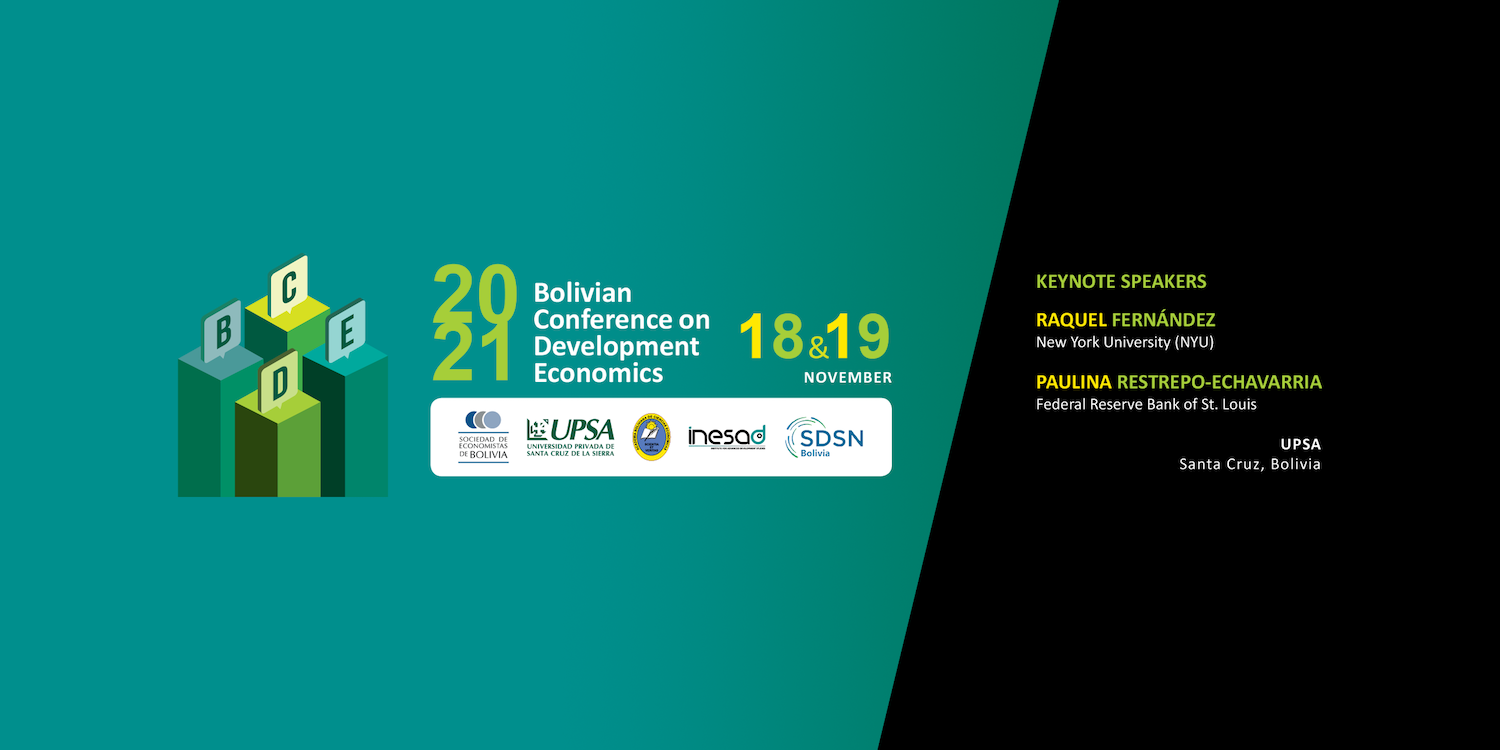 C
B
E
D
20
21
Bolivian
Conference on
Development
Economics
18&19
NOVEMBER
SOCIEDAD DE
ECONOMISTAS
DE BOLIVIA
UPSA
UNIVERSIDAD PRIVADA DE
SANTA CRUZ DE LA SIERRA
inesad
SDSN
Bolivia
KEYNOTE SPEAKERS
RAQUEL FERNÁNDEZ
New York University (NYU)
PAULINA RESTREPO-ECHAVARRIA
Federal Reserve Bank of St. Louis
UPSA
Santa Cruz, Bolivia